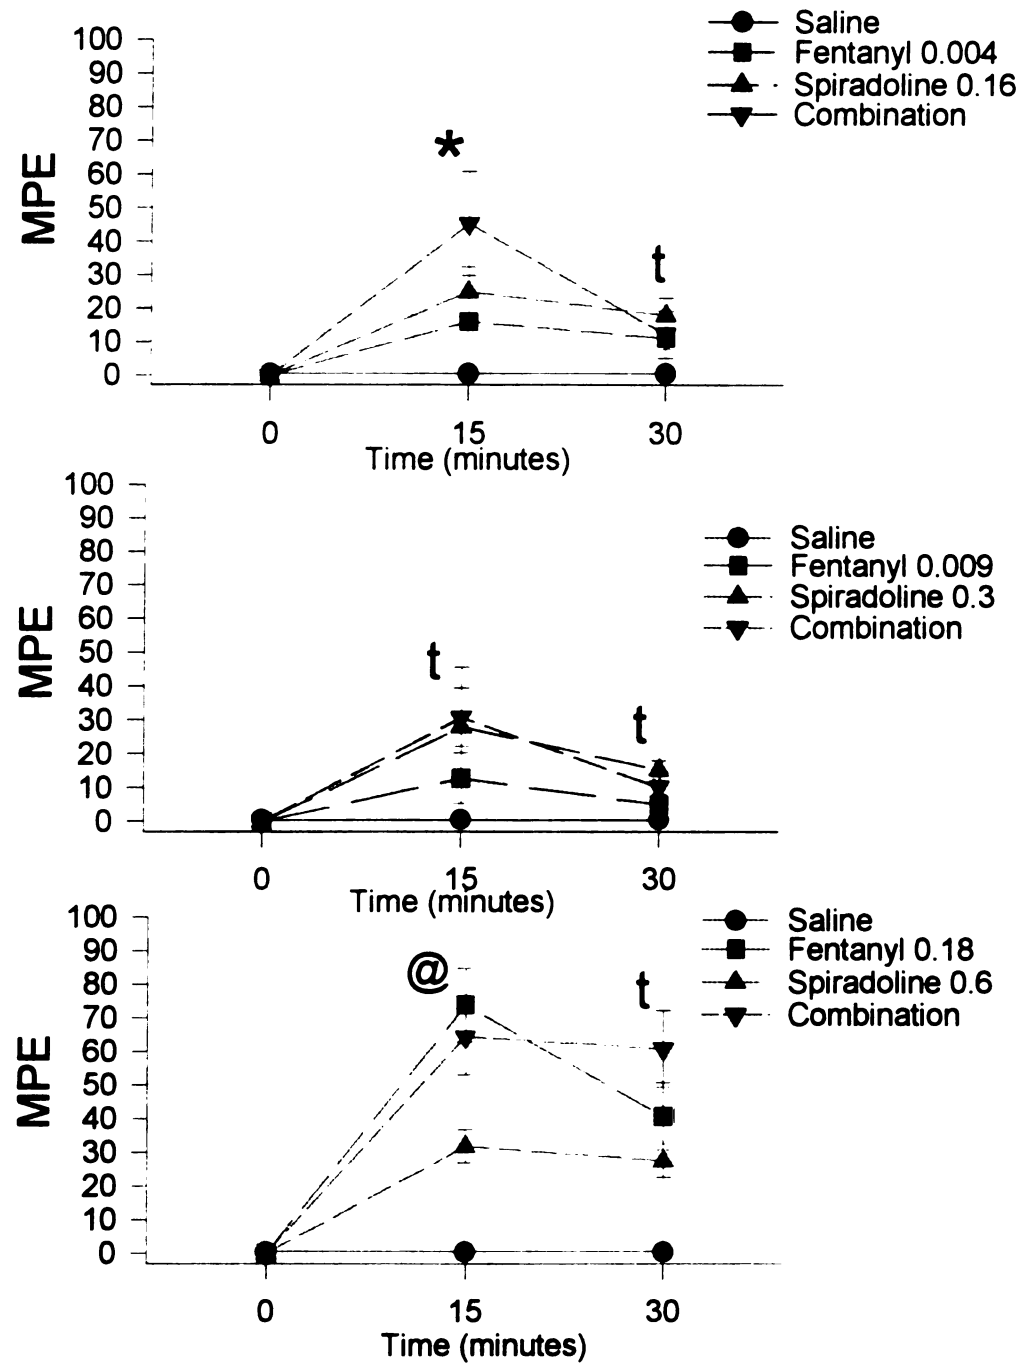 Saline
Fentanyl 0.004
Spiradoline 0.16
Combination
100
90
80
70
60
50
40
30
20
10
0
MPE
*
t
0 15 30
Time (minutes)
100
90
80
70
60
50
40
30
20
10
0
MPE
Saline
Fentanyl 0.009
Spiradoline 0.3
Combination
t
t
0 15 30
Time (minutes)
100
90
80
70
60
50
40
30
20
10
0
MPE
Saline
Fentanyl 0.18
Spiradoline 0.6
Combination
@
t
0 15 30
Time (minutes)